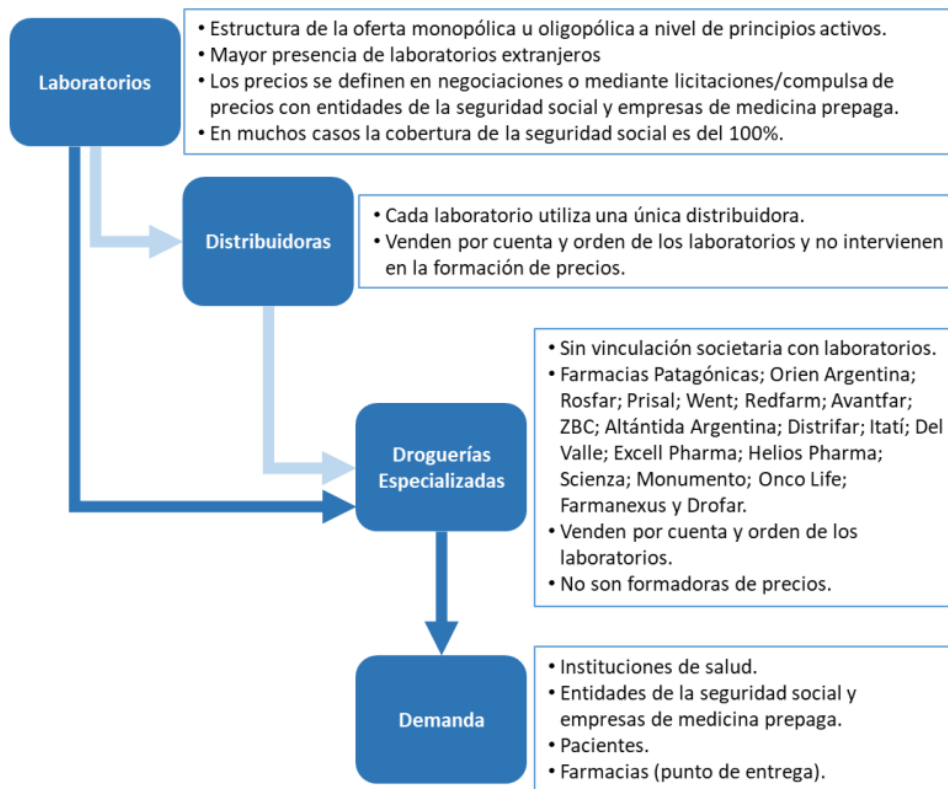 Laboratorios
• Estructura de la oferta monopólica u oligopólica a nivel de principios activos.
• Mayor presencia de laboratorios extranjeros
• Los precios se definen en negociaciones o mediante licitaciones/compulsa de
precios con entidades de la seguridad social y empresas de medicina prepaga.
• En muchos casos la cobertura de la seguridad social es del 100%.
Distribuidoras
• Cada laboratorio utiliza una única distribuidora.
• Venden por cuenta y orden de los laboratorios y no intervienen
en la formación de precios.
Droguerías
Especializadas
• Sin vinculación societaria con laboratorios.
• Farmacias Patagónicas; Orien Argentina;
Rosfar; Prisal; Went; Redfarm; Avantfar;
ZBC; Altántida Argentina; Distrifar; Itatí; Del
Valle; Excell Pharma; Helios Pharma;
Scienza; Monumento; Onco Life;
Farmanexus y Drofar.
• Venden por cuenta y orden de los
laboratorios.
• No son formadoras de precios.
Demanda
• Instituciones de salud.
• Entidades de la seguridad social y
empresas de medicina prepaga.
• Pacientes.
• Farmacias (punto de entrega).